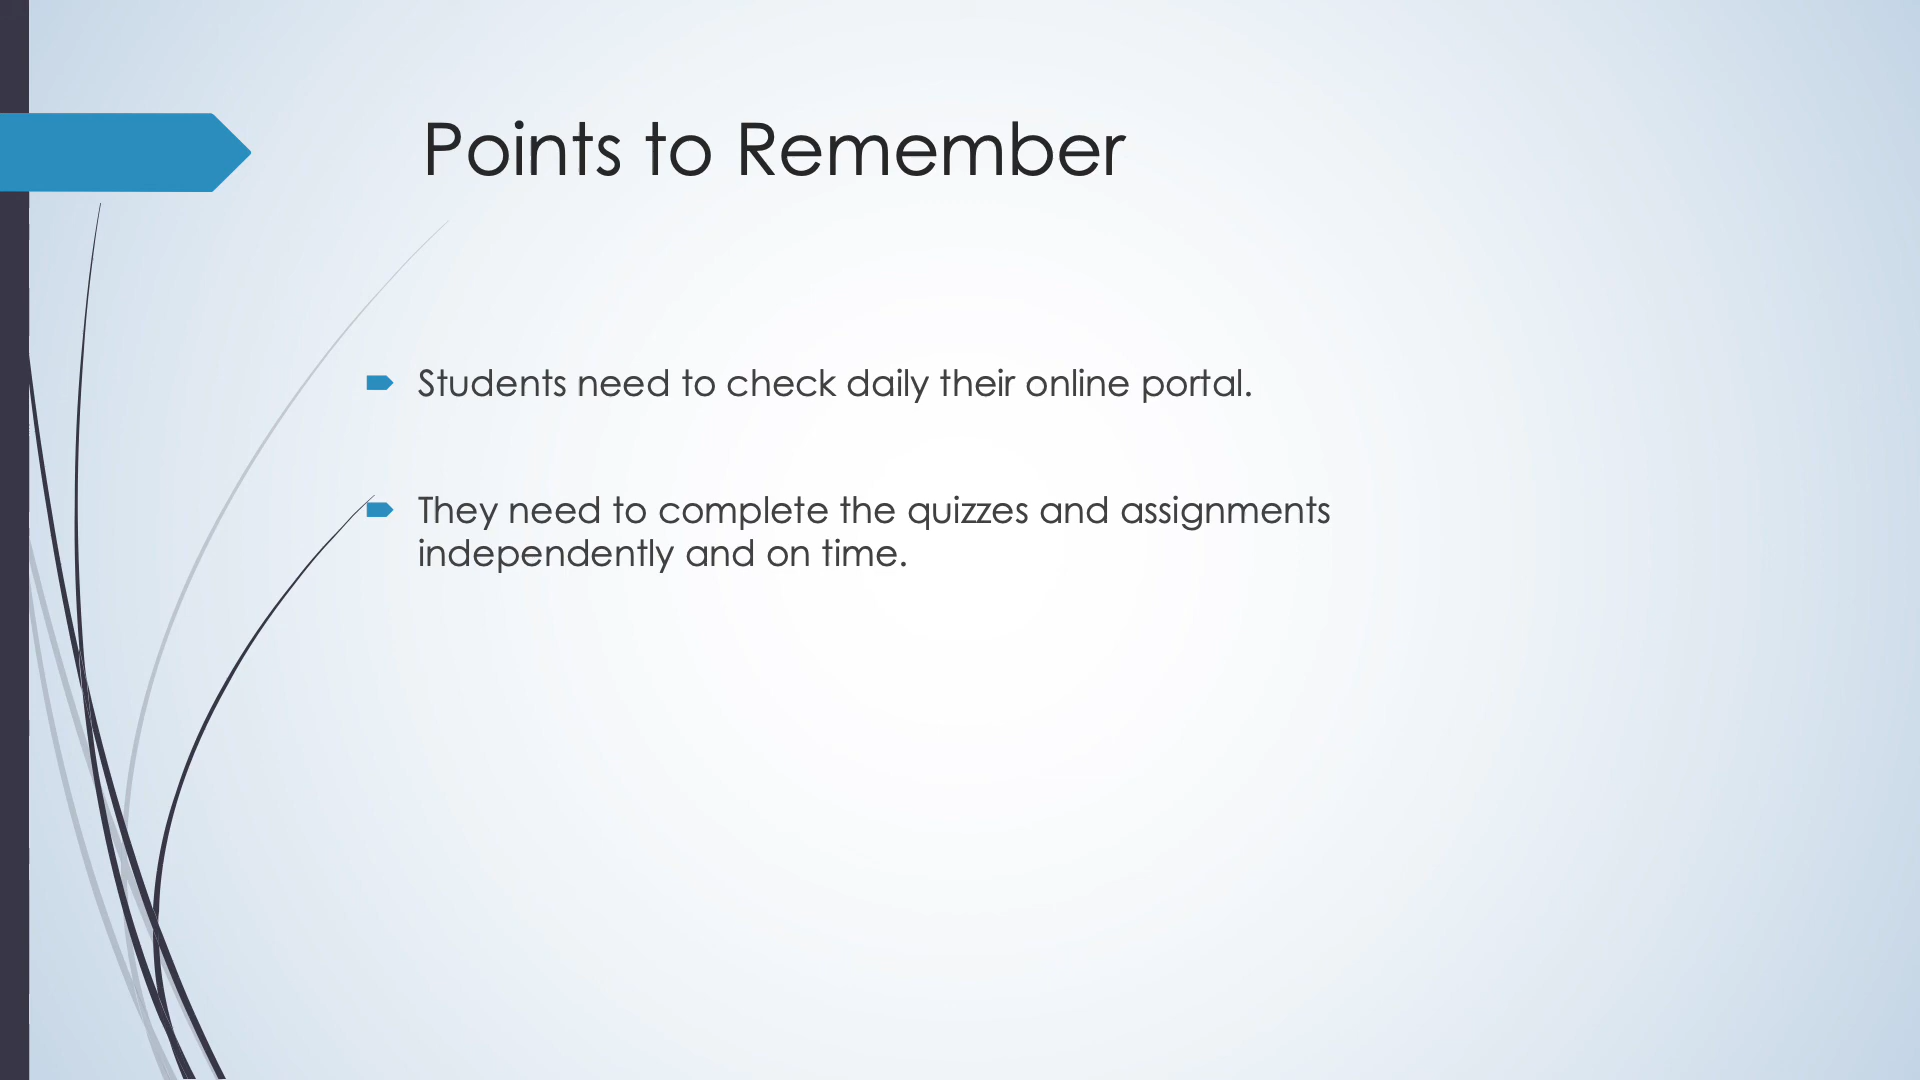 Points to Remember
Students need to check daily their online portal.
They need to complete the quizzes and assignments
independently and on time.